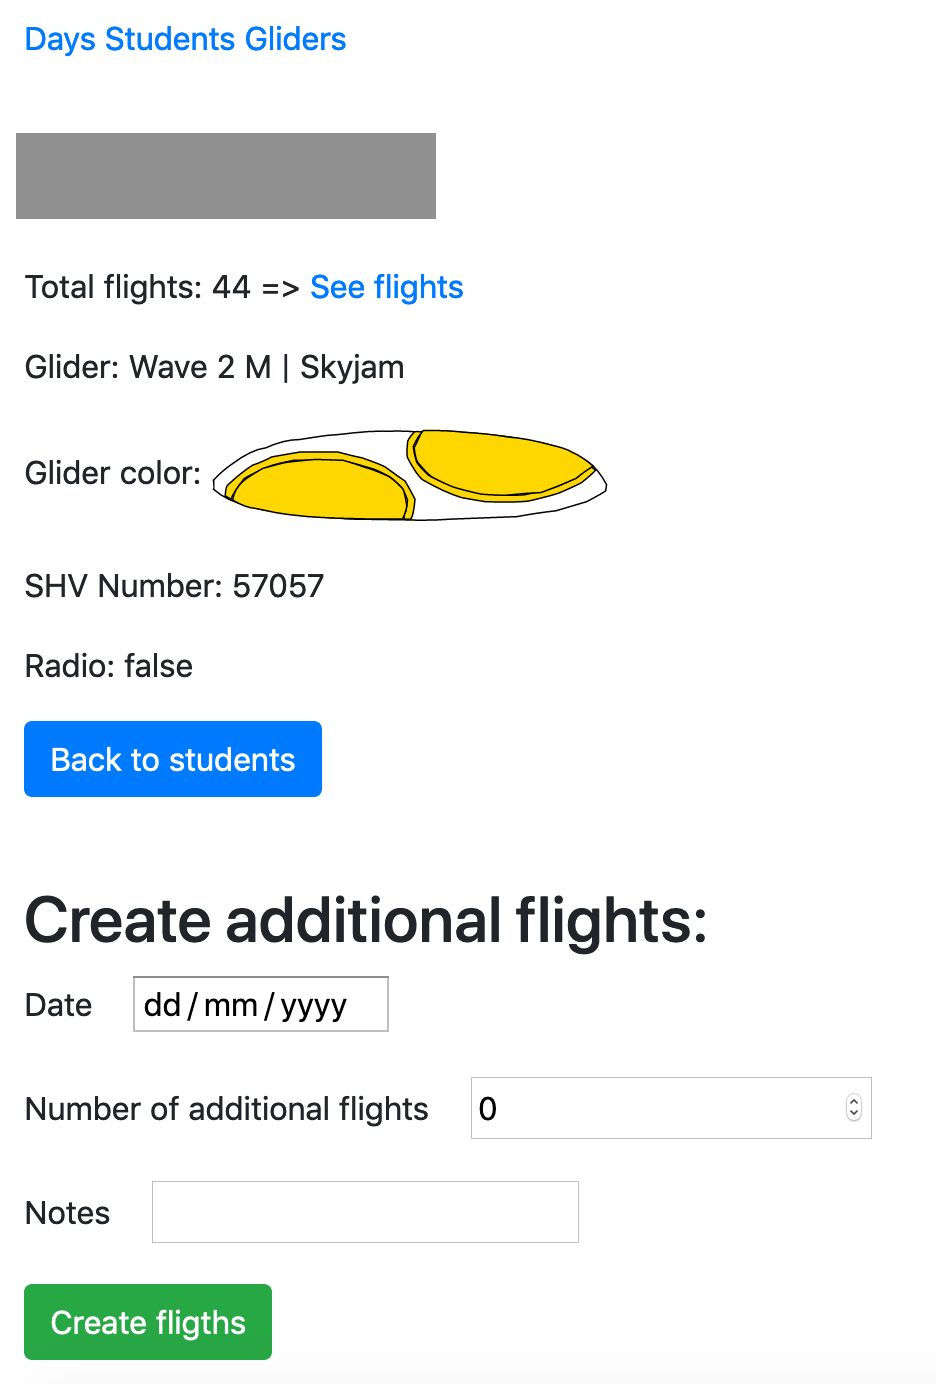 Days Students Gliders
Total flights: 44 => See flights
Glider: Wave 2 M | Skyjam
Glider color:
SHV Number: 57057
Radio: false
Back to students
Create additional flights:
Date dd/mm/yyyy
Number of additional flights 0
Notes
Create fligths